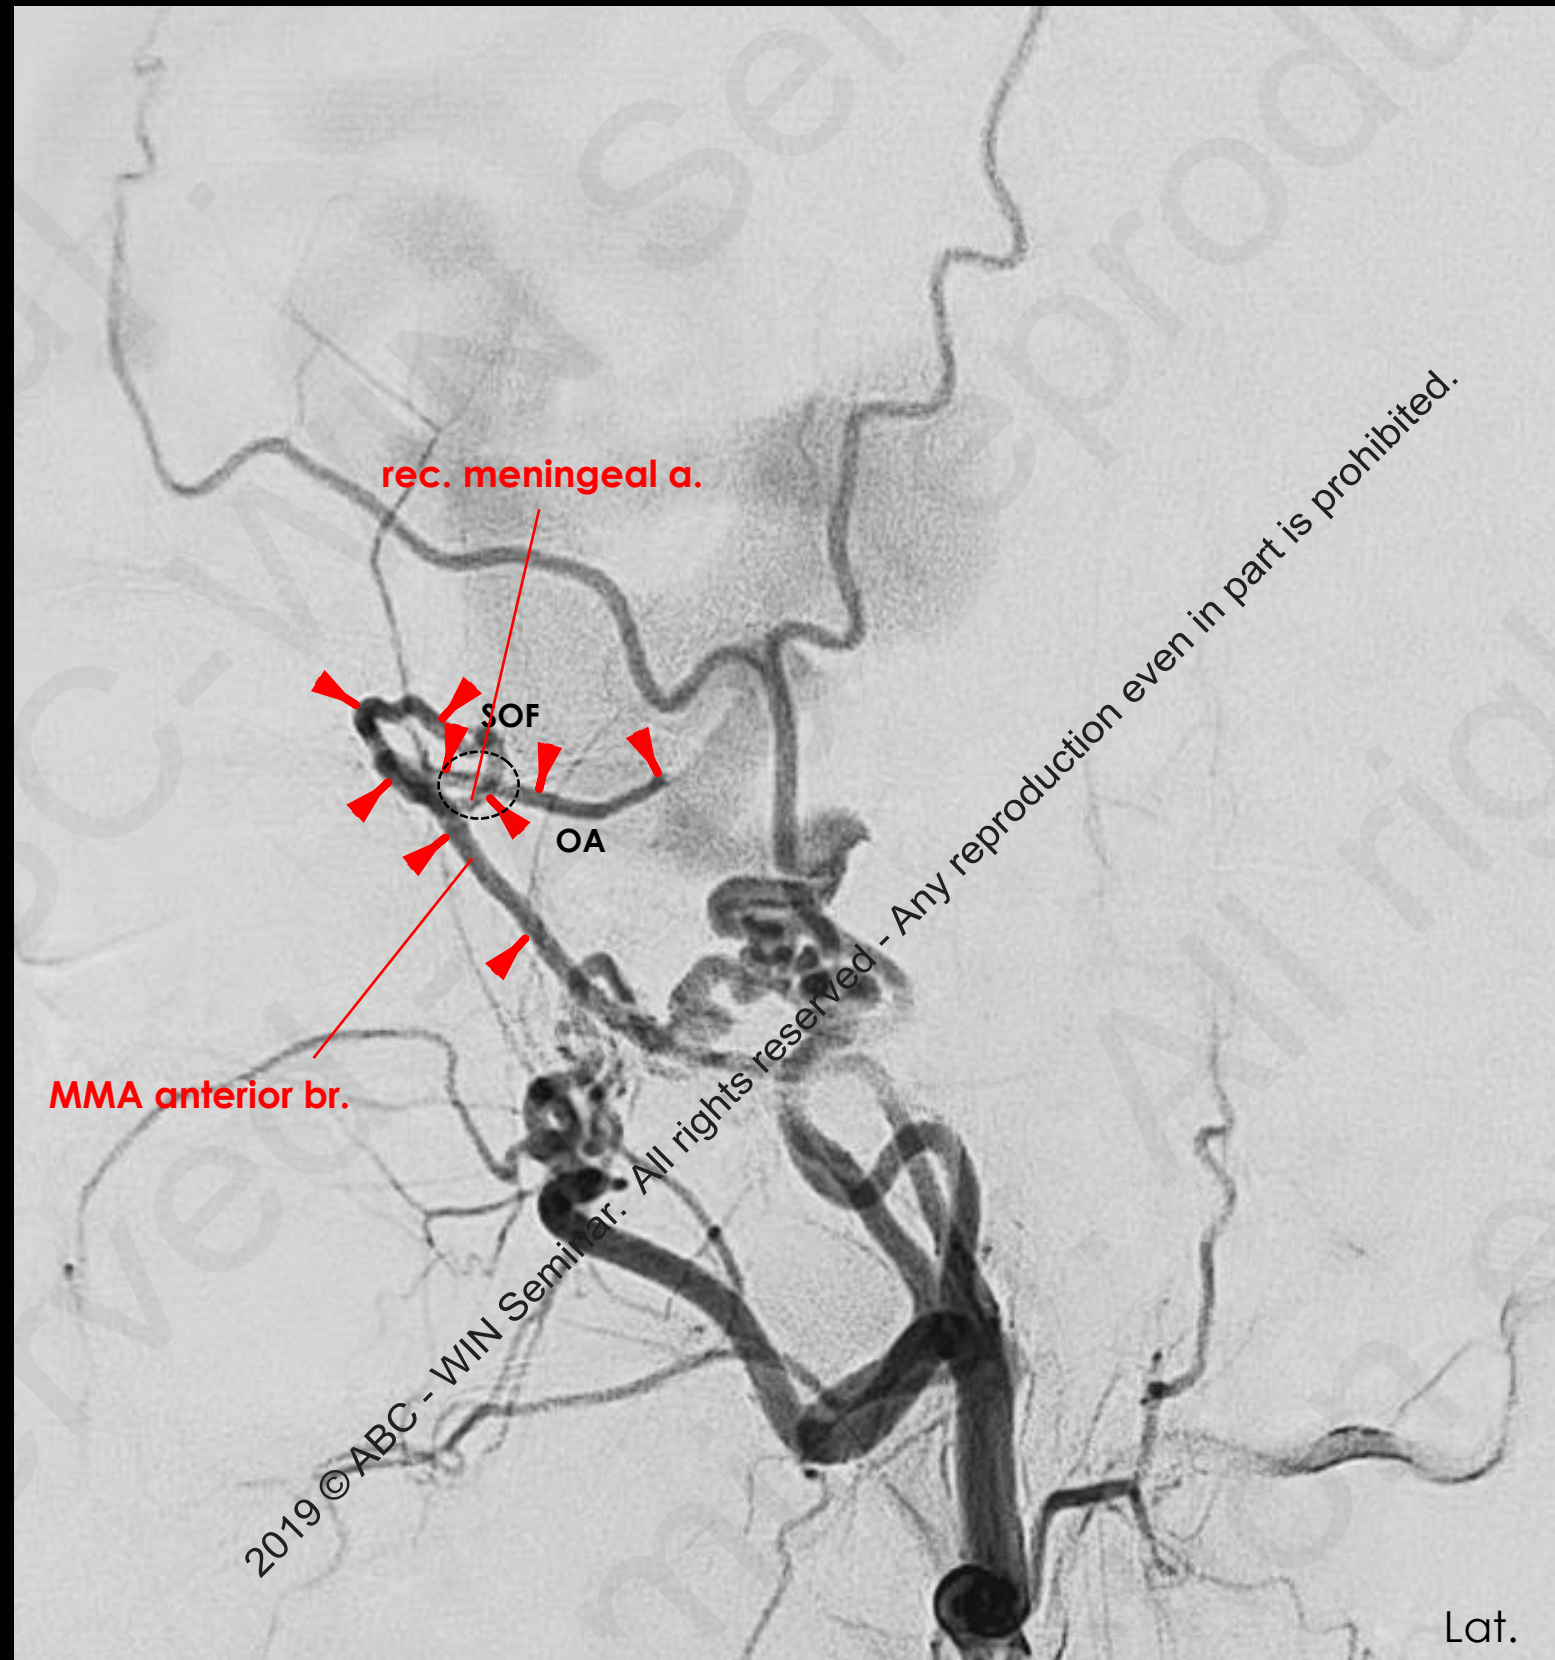 rec. meningeal a.
SOF
OA
MMA anterior br.
2019 © ABC - WIN Seminar. All rights reserved - Any reproduction even in part is prohibited.
Lat.